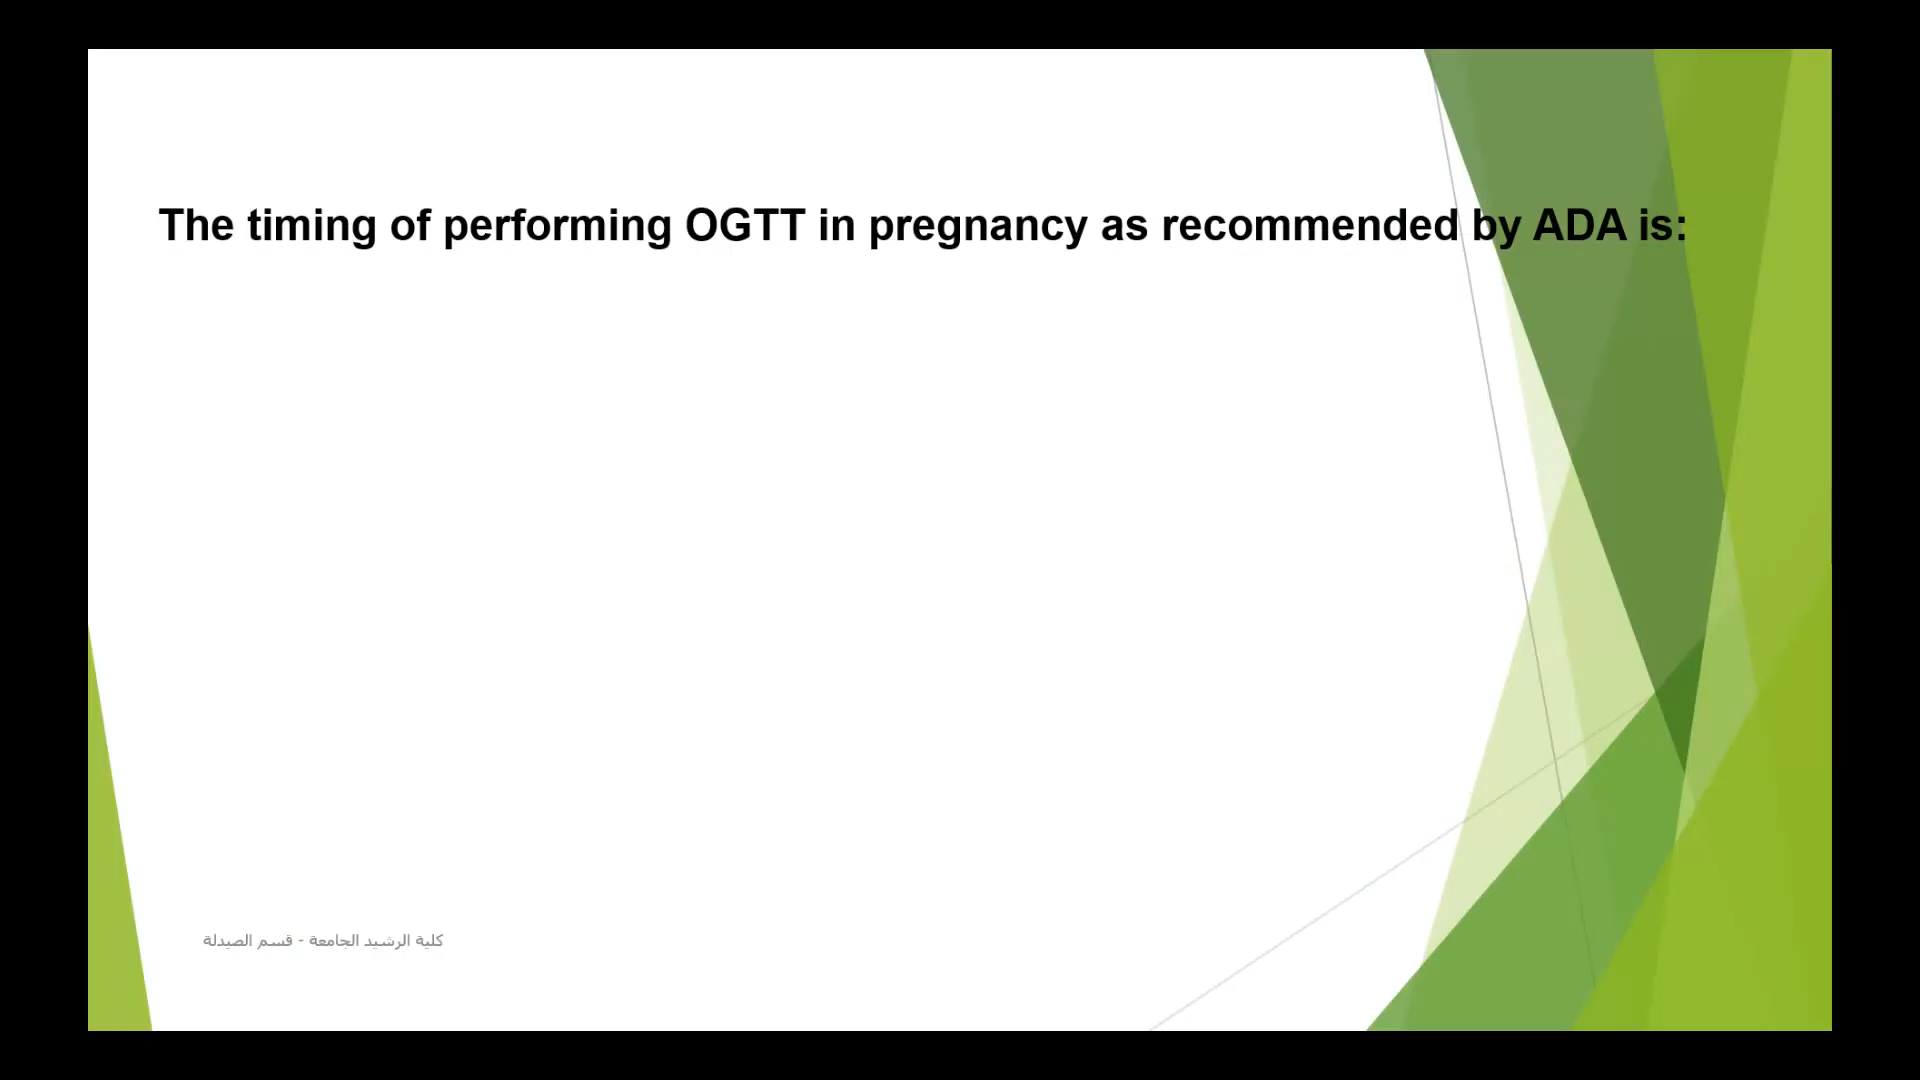 The timing of performing OGTT in pregnancy as recommended by ADA is:
كلية الرشيد الجامعة - قسم الصيدلة